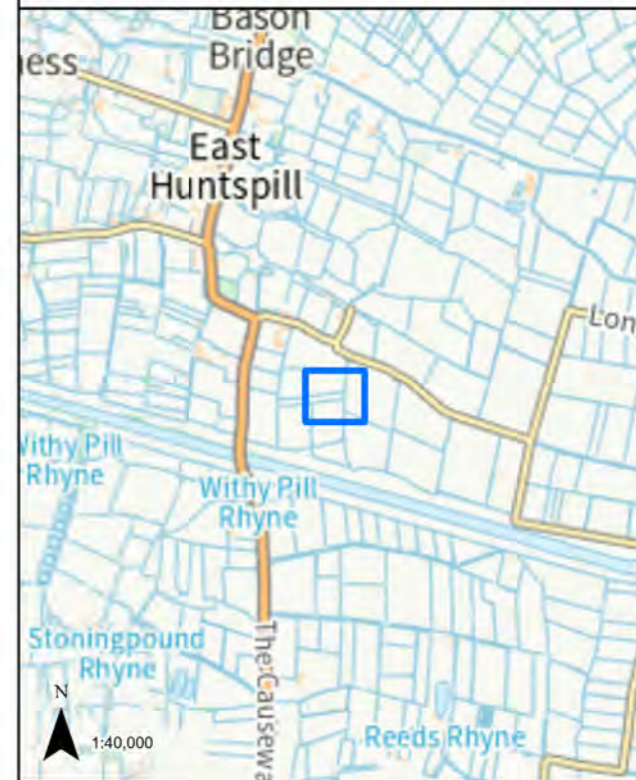 Bason
Bridge
ness
East
Huntspill
Lon
Withy Pill
Rhyne
Withy Pill
Rhyne
Stoningpound
Rhyne
The Causewa
Reeds Rhyne
N
1:40,000